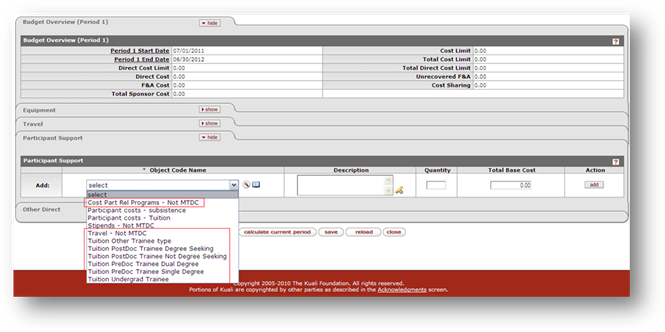 Budget Overview (Period 1)
hide
Budget Overview (Period 1)
?
Period 1 Start Date 07/01/2011 Cost Limit 0.00
Period 1 End Date 06/30/2012 Total Cost Limit 0.00
Direct Cost Limit 0.00 Total Direct Cost Limit 0.00
Direct Cost 0.00 Unrecovered F&A 0.00
F&A Cost 0.00 Cost Sharing 0.00
Total Sponsor Cost 0.00
Equipment
show
Travel
show
Participant Support
hide
Participant Support
?
* Object Code Name Description Quantity Total Base Cost Action
Add: select 0.00 add
select
Cost Part Rel Programs - Not MTDC
Participant costs - subsistence
Participant costs - Tuition
Stipends - Not MTDC
Travel - Not MTDC
Tuition Other Trainee type
Tuition PostDoc Trainee Degree Seeking
Tuition PostDoc Trainee Not Degree Seeking
Tuition PreDoc Trainee Dual Degree
Tuition PreDoc Trainee Single Degree
Tuition Undergrad Trainee
Other Direct
calculate current period save reload close
Copyright 2005-2010 The Kuali Foundation. All rights reserved.
Portions of Kuali are copyrighted by other parties as described in the Acknowledgments screen.